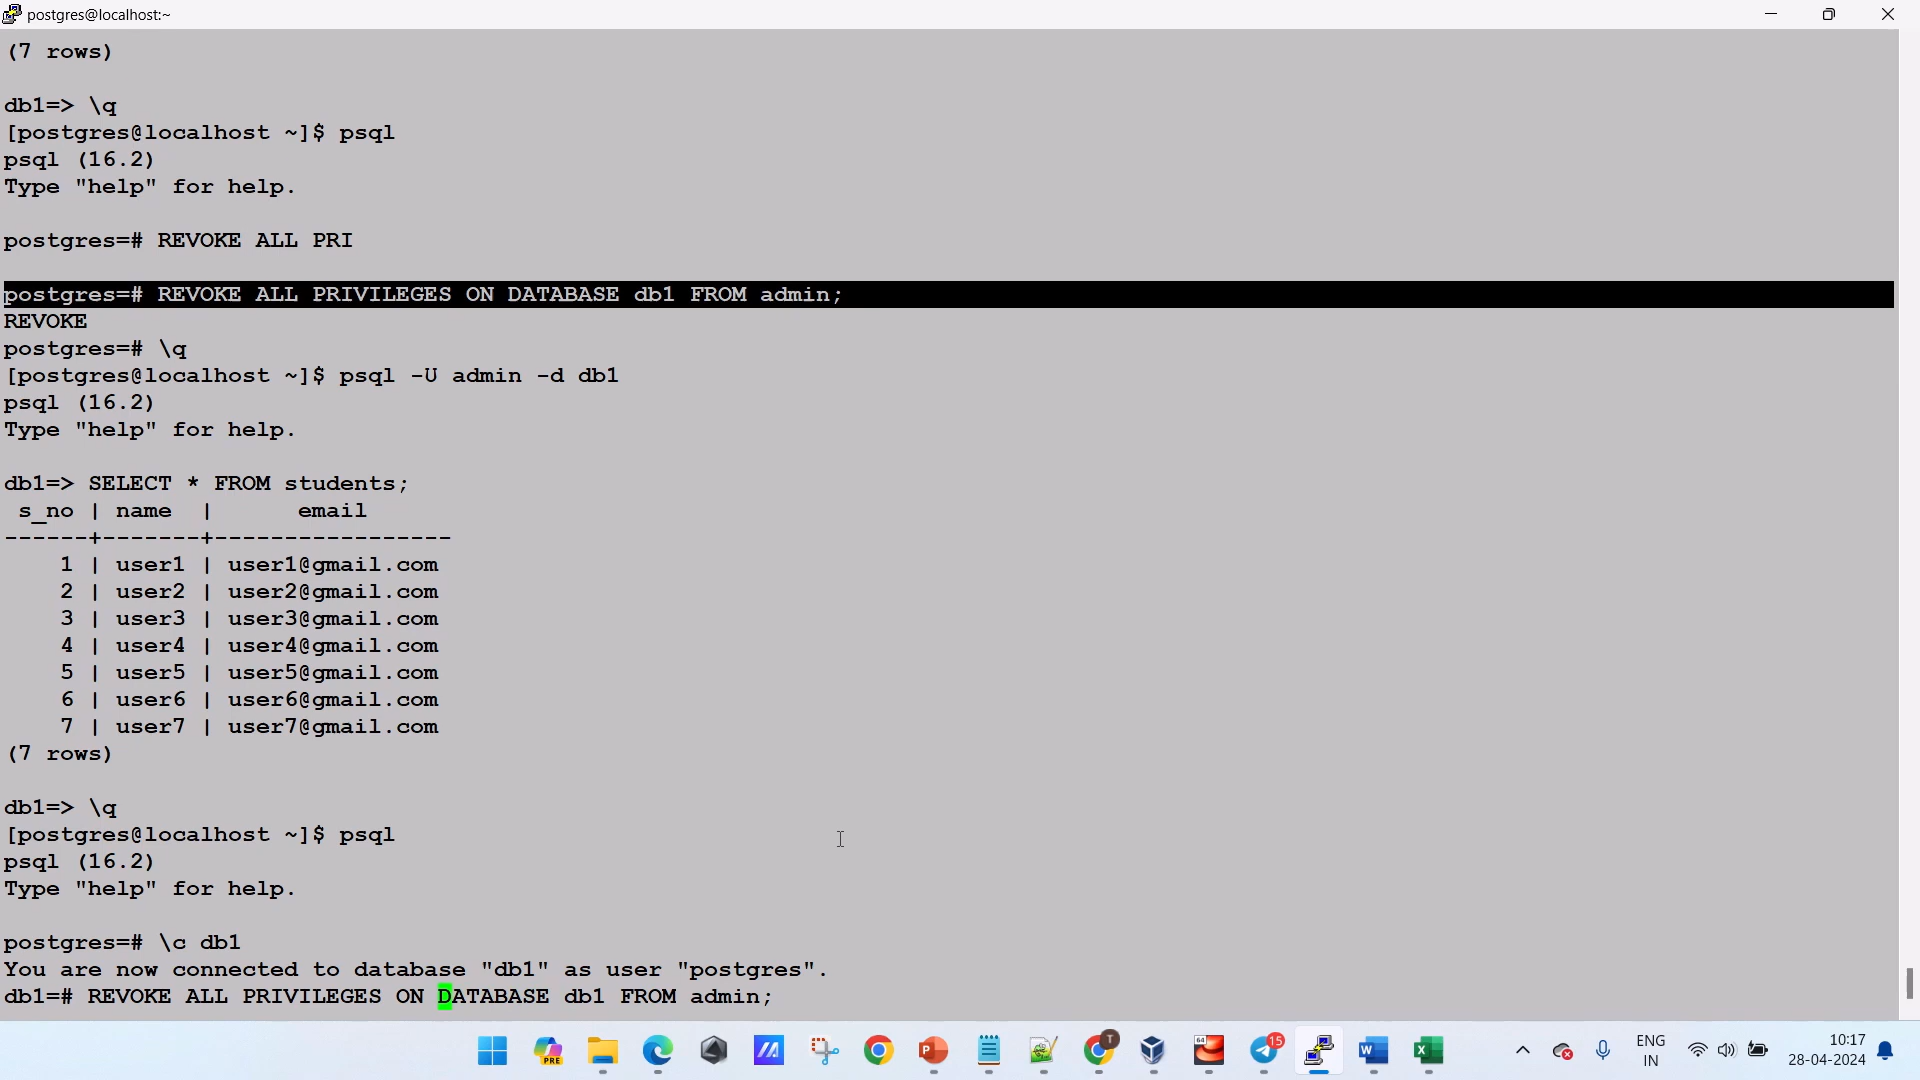 postgres@localhost:~
(7 rows)
db1=> \q
[postgres@localhost ~]$ psql
psql (16.2)
Type "help" for help.
postgres=# REVOKE ALL PRI
postgres=# REVOKE ALL PRIVILEGES ON DATABASE db1 FROM admin;
REVOKE
postgres=# \q
[postgres@localhost ~]$ psql -U admin -d db1
psql (16.2)
Type "help" for help.
db1=> SELECT * FROM students;
 s_no | name  |      email
------+-------+-----------------
    1 | user1 | user1@gmail.com
    2 | user2 | user2@gmail.com
    3 | user3 | user3@gmail.com
    4 | user4 | user4@gmail.com
    5 | user5 | user5@gmail.com
    6 | user6 | user6@gmail.com
    7 | user7 | user7@gmail.com
(7 rows)
db1=> \q
[postgres@localhost ~]$ psql
psql (16.2)
Type "help" for help.
postgres=# \c db1
You are now connected to database "db1" as user "postgres".
db1=# REVOKE ALL PRIVILEGES ON DATABASE db1 FROM admin;
PRE
T
64
15
ENG
IN
10:17
28-04-2024